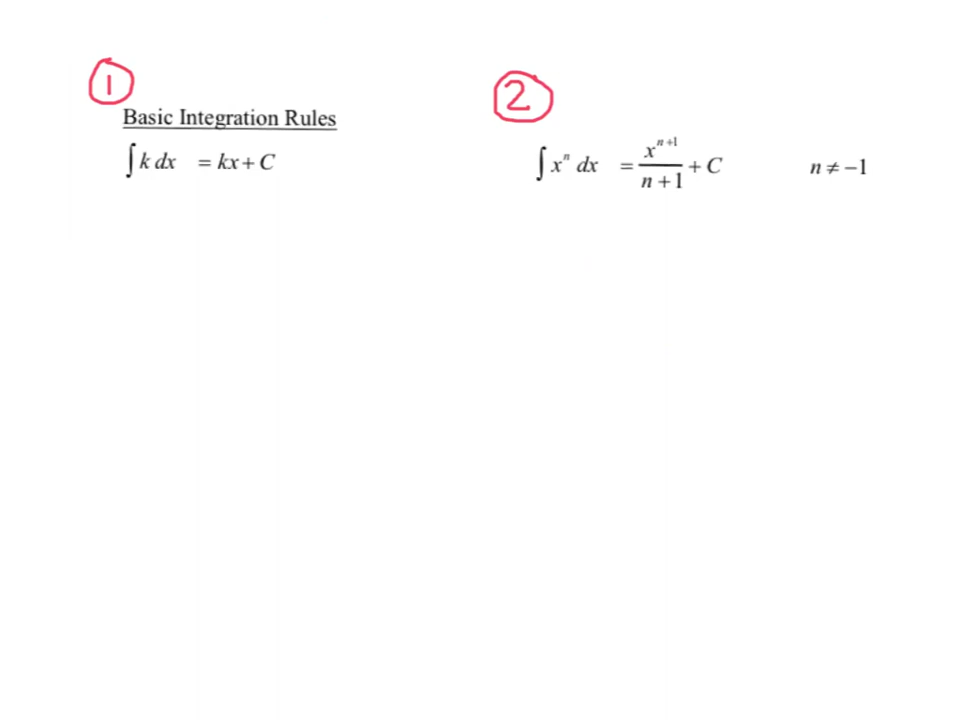 ①
Basic Integration Rules
∫ k dx = kx + C
②
∫ xⁿ dx = xⁿ⁺¹/(n+1) + C n ≠ −1